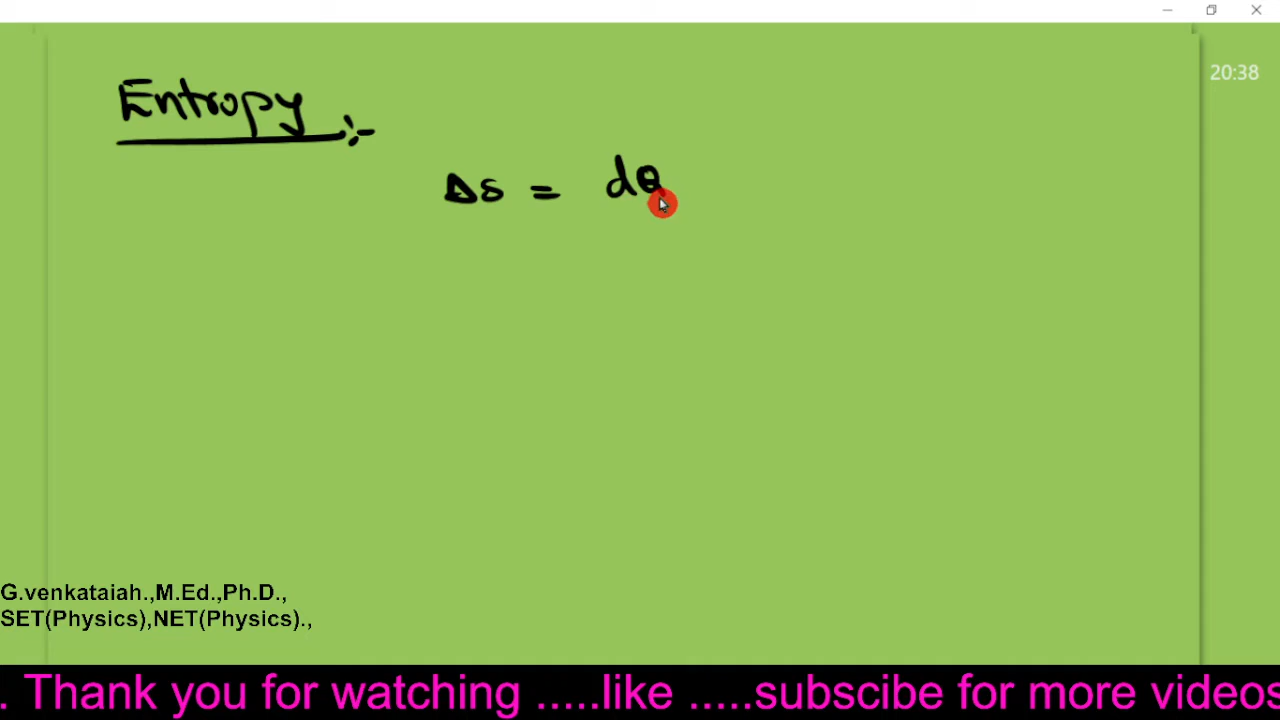 20:38
Entropy :-
Δs = dθ
G.venkataiah.,M.Ed.,Ph.D.,
SET(Physics),NET(Physics).,
. Thank you for watching .....like .....subscibe for more videos